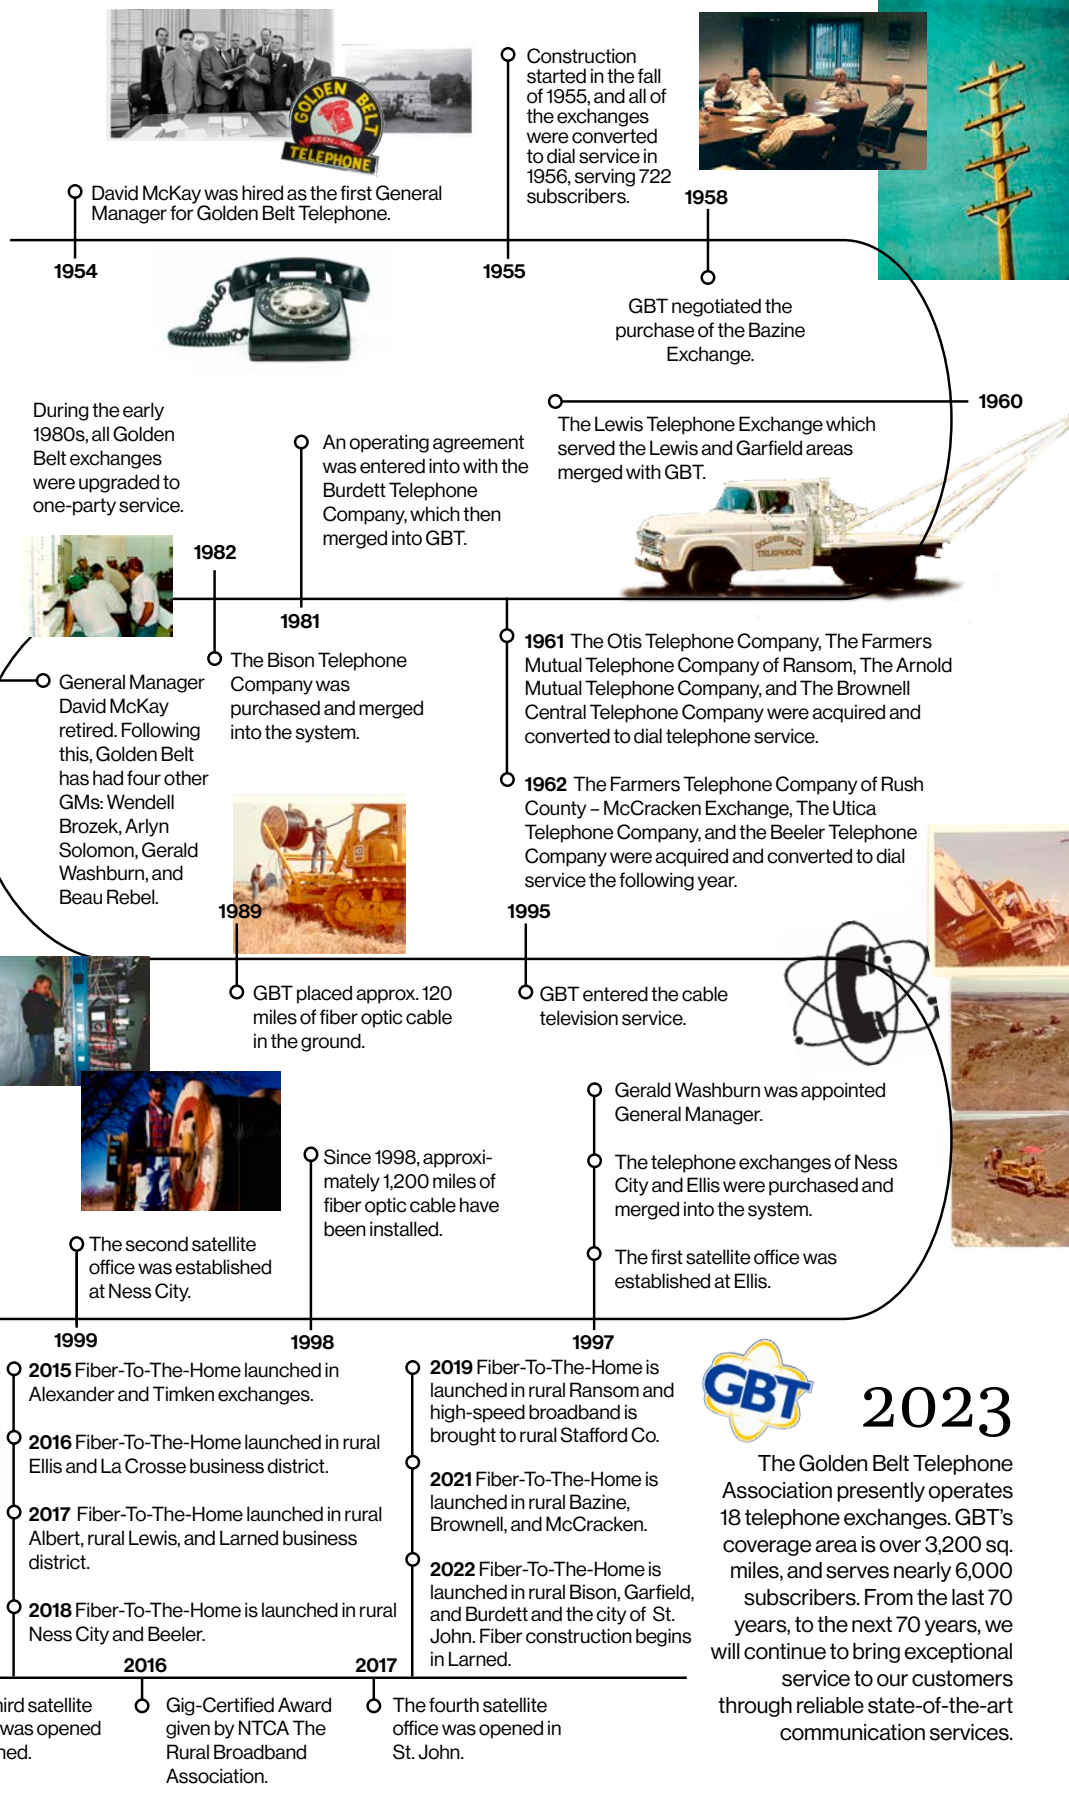 GOLDEN BELT
ASSN. INC.
TELEPHONE
David McKay was hired as the first General
Manager for Golden Belt Telephone.
1954
Construction
started in the fall
of 1955, and all of
the exchanges
were converted
to dial service in
1956, serving 722
subscribers.
1955
1958
GBT negotiated the
purchase of the Bazine
Exchange.
1960
The Lewis Telephone Exchange which
served the Lewis and Garfield areas
merged with GBT.
GOLDEN BELT
TELEPHONE
1961 The Otis Telephone Company, The Farmers
Mutual Telephone Company of Ransom, The Arnold
Mutual Telephone Company, and The Brownell
Central Telephone Company were acquired and
converted to dial telephone service.
1962 The Farmers Telephone Company of Rush
County – McCracken Exchange, The Utica
Telephone Company, and the Beeler Telephone
Company were acquired and converted to dial
service the following year.
An operating agreement
was entered into with the
Burdett Telephone
Company, which then
merged into GBT.
1981
1982
The Bison Telephone
Company was
purchased and merged
into the system.
During the early
1980s, all Golden
Belt exchanges
were upgraded to
one-party service.
General Manager
David McKay
retired. Following
this, Golden Belt
has had four other
GMs: Wendell
Brozek, Arlyn
Solomon, Gerald
Washburn, and
Beau Rebel.
1989
GBT placed approx. 120
miles of fiber optic cable
in the ground.
1995
GBT entered the cable
television service.
Gerald Washburn was appointed
General Manager.
The telephone exchanges of Ness
City and Ellis were purchased and
merged into the system.
The first satellite office was
established at Ellis.
1997
Since 1998, approxi-
mately 1,200 miles of
fiber optic cable have
been installed.
1998
The second satellite
office was established
at Ness City.
1999
2015 Fiber-To-The-Home launched in
Alexander and Timken exchanges.
2016 Fiber-To-The-Home launched in rural
Ellis and La Crosse business district.
2017 Fiber-To-The-Home launched in rural
Albert, rural Lewis, and Larned business
district.
2018 Fiber-To-The-Home is launched in rural
Ness City and Beeler.
2019 Fiber-To-The-Home is
launched in rural Ransom and
high-speed broadband is
brought to rural Stafford Co.
2021 Fiber-To-The-Home is
launched in rural Bazine,
Brownell, and McCracken.
2022 Fiber-To-The-Home is
launched in rural Bison, Garfield,
and Burdett and the city of St.
John. Fiber construction begins
in Larned.
satellite
was opened
2016
Gig-Certified Award
given by NTCA The
Rural Broadband
Association.
2017
The fourth satellite
office was opened in
St. John.
GBT
2023
The Golden Belt Telephone
Association presently operates
18 telephone exchanges. GBT's
coverage area is over 3,200 sq.
miles, and serves nearly 6,000
subscribers. From the last 70
years, to the next 70 years, we
will continue to bring exceptional
service to our customers
through reliable state-of-the-art
communication services.